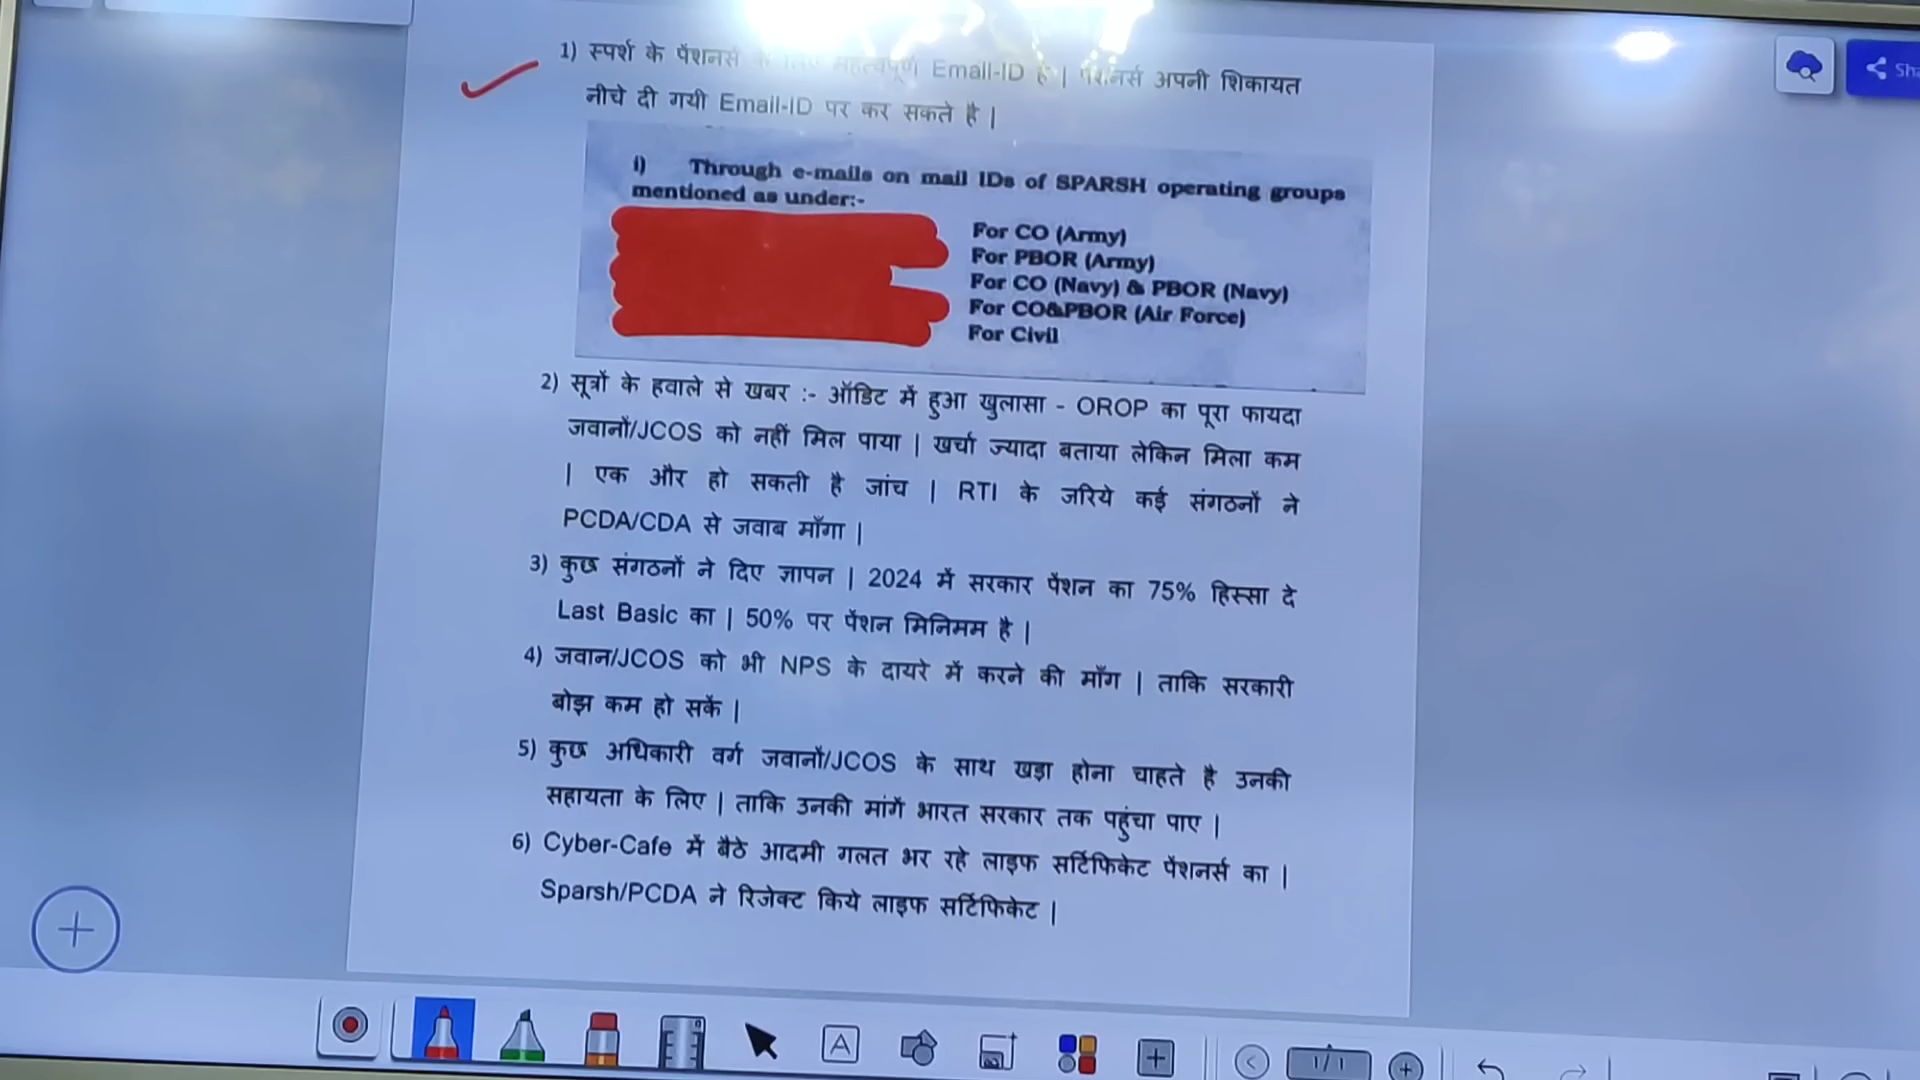 1) स्पर्श के पेंशनर्स के लिए महत्वपूर्ण Email-ID है | पेंशनर्स अपनी शिकायत
नीचे दी गयी Email-ID पर कर सकते है |
i) Through e-mails on mail IDs of SPARSH operating groups
mentioned as under:-
For CO (Army)
For PBOR (Army)
For CO (Navy) & PBOR (Navy)
For CO&PBOR (Air Force)
For Civil
2) सूत्रों के हवाले से खबर :- ऑडिट में हुआ खुलासा - OROP का पूरा फायदा
जवानों/JCOS को नहीं मिल पाया | खर्चा ज्यादा बताया लेकिन मिला कम
| एक और हो सकती है जांच | RTI के जरिये कई संगठनों ने
PCDA/CDA से जवाब माँगा |
3) कुछ संगठनों ने दिए ज्ञापन | 2024 में सरकार पेंशन का 75% हिस्सा दे
Last Basic का | 50% पर पेंशन मिनिमम है |
4) जवान/JCOS को भी NPS के दायरे में करने की माँग | ताकि सरकारी
बोझ कम हो सकें |
5) कुछ अधिकारी वर्ग जवानों/JCOS के साथ खड़ा होना चाहते है उनकी
सहायता के लिए | ताकि उनकी मांगें भारत सरकार तक पहुंचा पाए |
6) Cyber-Cafe में बैठे आदमी गलत भर रहे लाइफ सर्टिफिकेट पेंशनर्स का |
Sparsh/PCDA ने रिजेक्ट किये लाइफ सर्टिफिकेट |
A
1/1